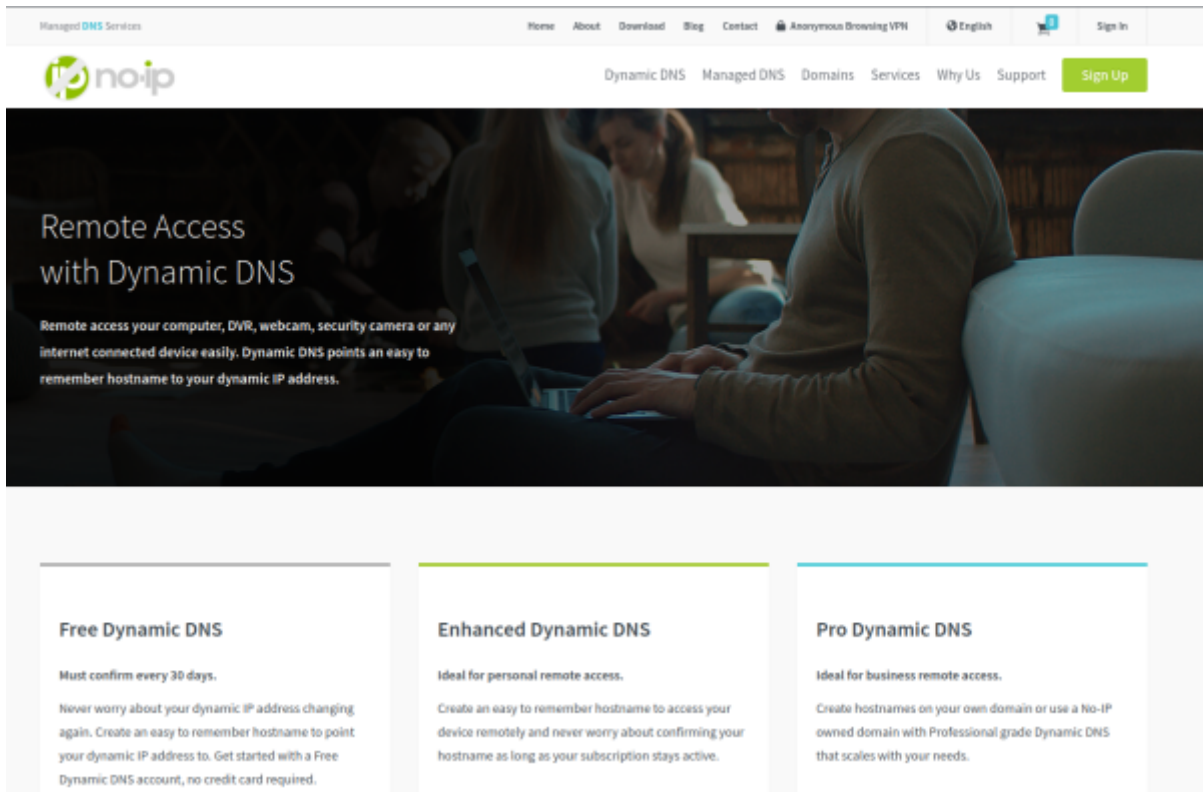 Managed DNS Services
Home About Download Blog Contact Anonymous Browsing VPN English 0 Sign In
no-ip
Dynamic DNS Managed DNS Domains Services Why Us Support Sign Up
Remote Access
with Dynamic DNS
Remote access your computer, DVR, webcam, security camera or any
internet connected device easily. Dynamic DNS points an easy to
remember hostname to your dynamic IP address.
Free Dynamic DNS
Must confirm every 30 days.
Never worry about your dynamic IP address changing
again. Create an easy to remember hostname to point
your dynamic IP address to. Get started with a Free
Dynamic DNS account, no credit card required.
Enhanced Dynamic DNS
Ideal for personal remote access.
Create an easy to remember hostname to access your
device remotely and never worry about confirming your
hostname as long as your subscription stays active.
Pro Dynamic DNS
Ideal for business remote access.
Create hostnames on your own domain or use a No-IP
owned domain with Professional grade Dynamic DNS
that scales with your needs.